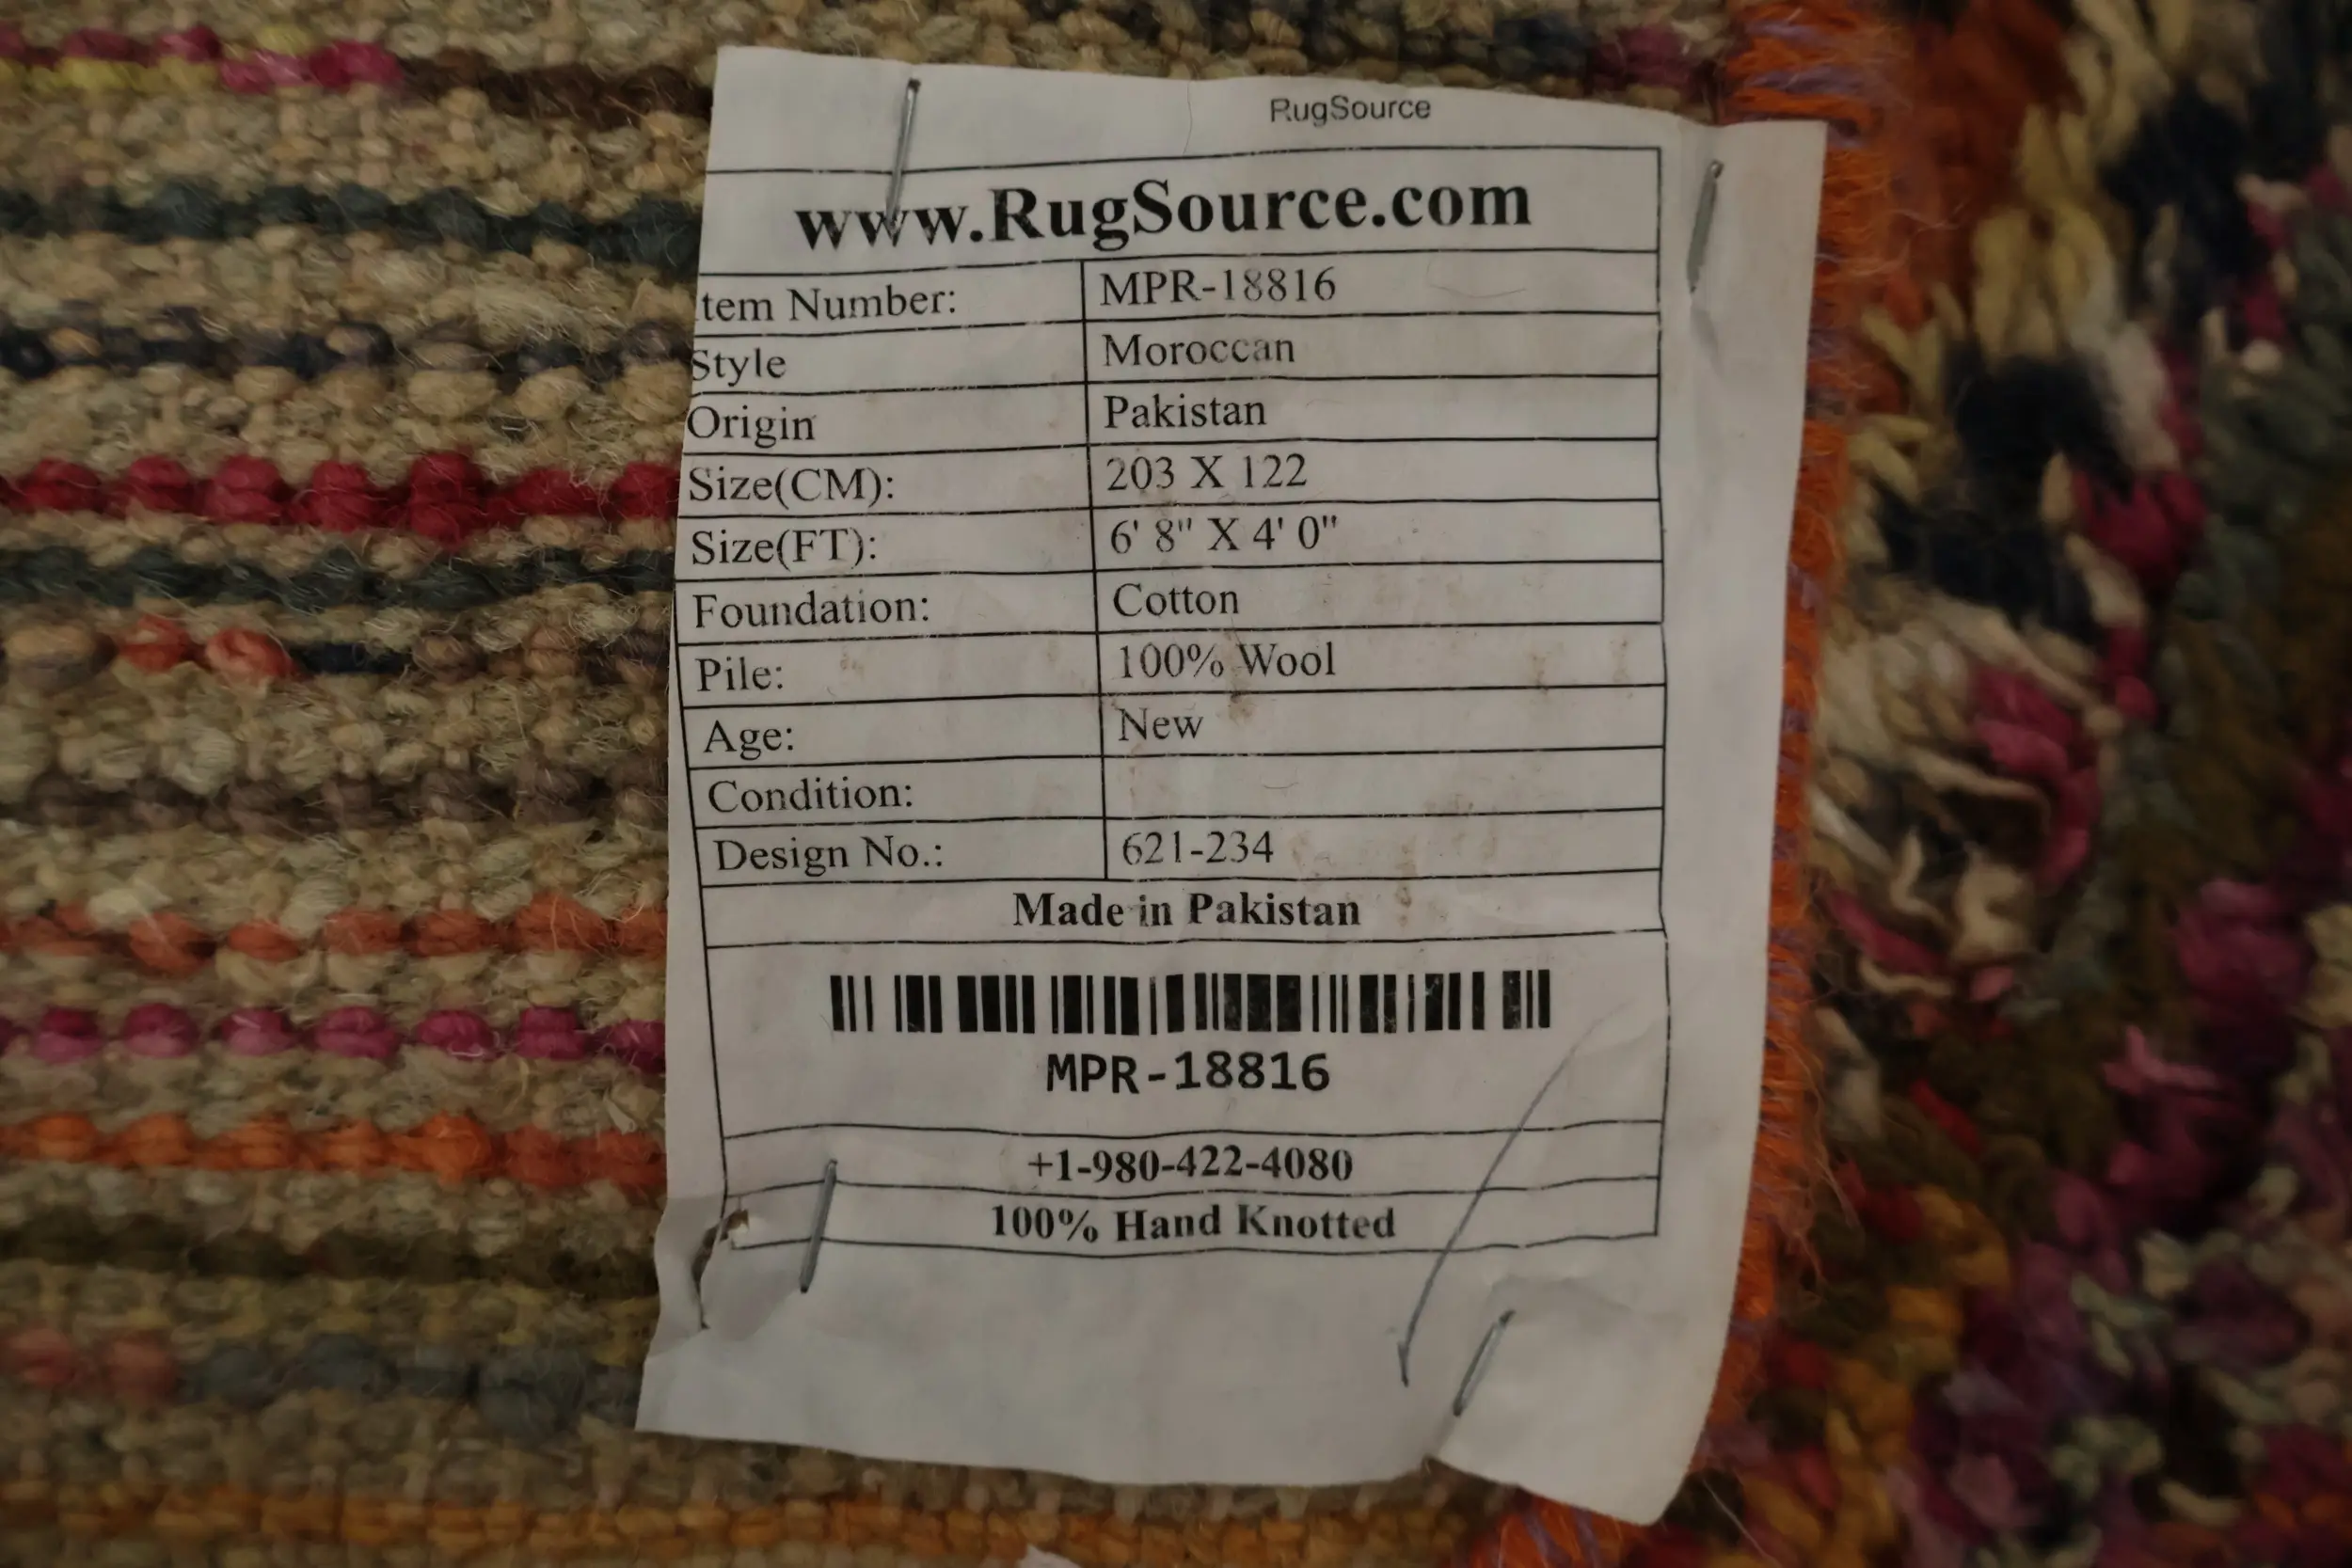 RugSource
www.RugSource.com
tem Number: MPR-18816
Style Moroccan
Origin Pakistan
Size(CM): 203 X 122
Size(FT): 6' 8" X 4' 0"
Foundation: Cotton
Pile: 100% Wool
Age: New
Condition:
Design No.: 621-234
Made in Pakistan
MPR-18816
+1-980-422-4080
100% Hand Knotted